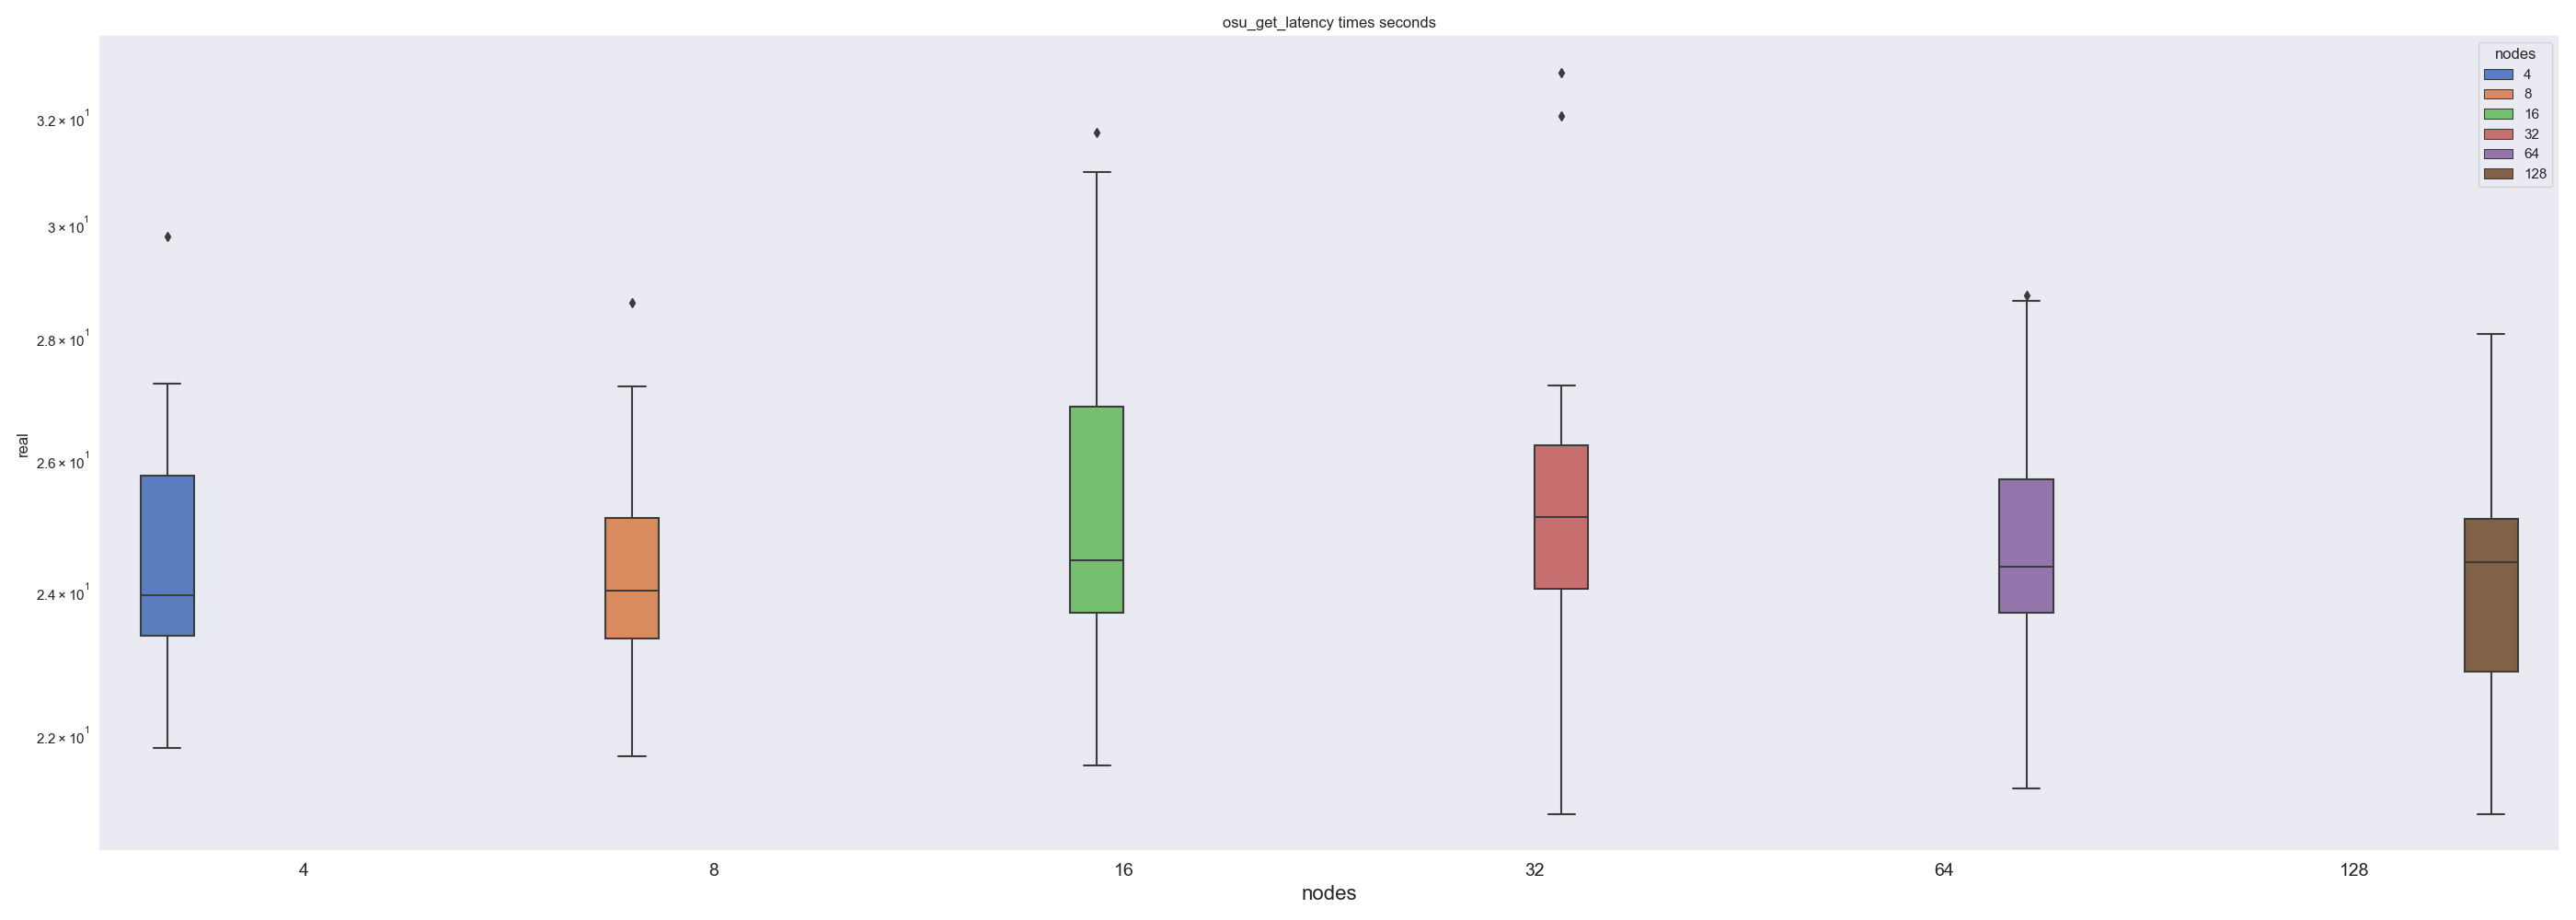 osu_get_latency times seconds
nodes
4
8
16
32
64
128
3.2 × 10¹
3 × 10¹
2.8 × 10¹
2.6 × 10¹
2.4 × 10¹
2.2 × 10¹
real
4 8 16 32 64 128
nodes